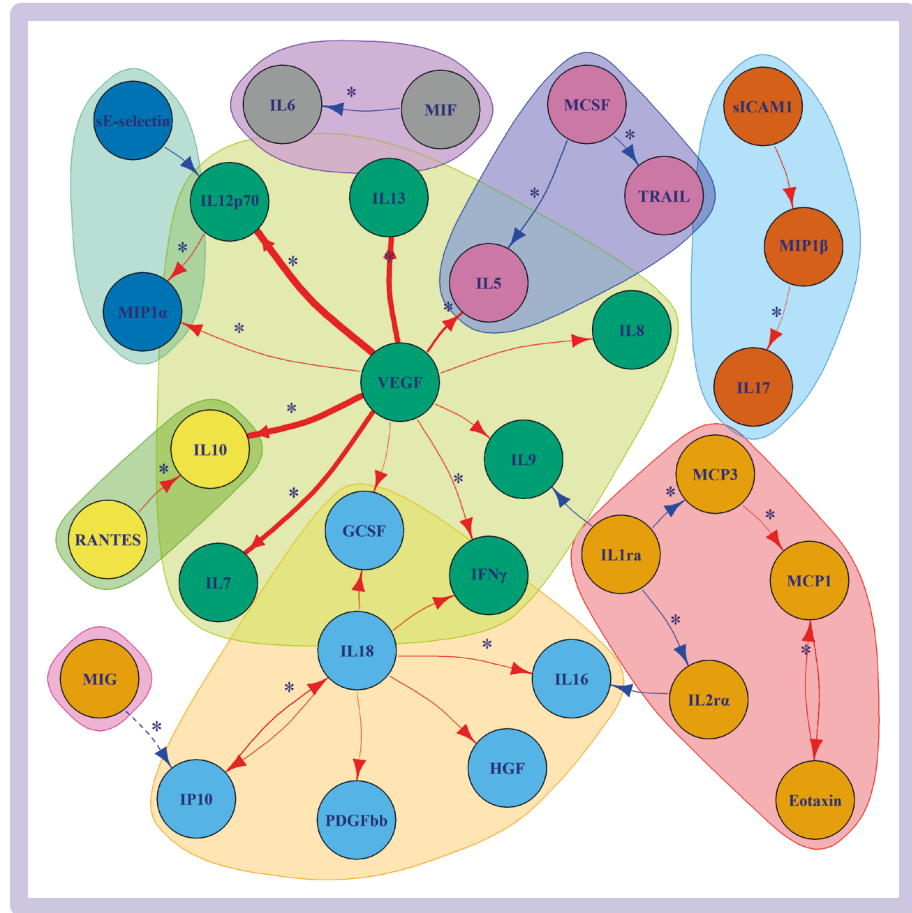 IL6
*
MIF
MCSF
sICAM1
sE-selectin
*
IL12p70
IL13
*
TRAIL
*
MIP1β
*
*
*
MIP1α
*
IL5
*
*
IL8
VEGF
IL17
*
IL10
*
IL9
*
*
*
MCP3
*
RANTES
GCSF
IL1ra
MCP1
IL7
IFNγ
*
MIG
IL18
*
IL16
*
IL2rα
*
*
IP10
HGF
PDGFbb
Eotaxin